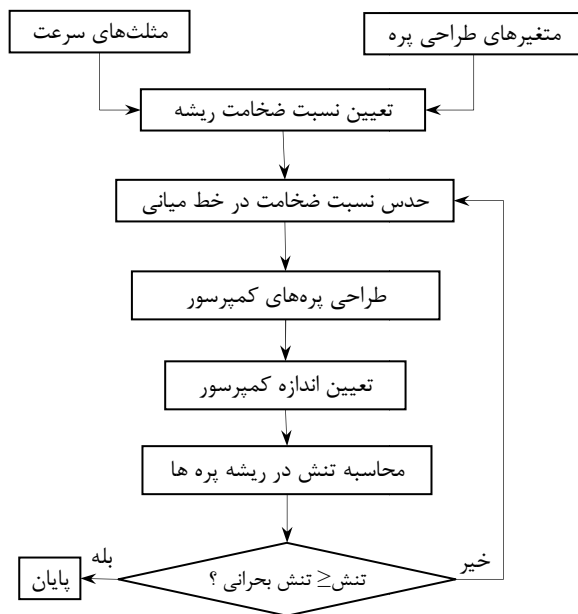 متغیرهای طراحی پره
مثلث‌های سرعت
تعیین نسبت ضخامت ریشه
حدس نسبت ضخامت در خط میانی
طراحی پره‌های کمپرسور
تعیین اندازه کمپرسور
محاسبه تنش در ریشه پره ها
خیر
تنش≥ تنش بحرانی ؟
بله
پایان